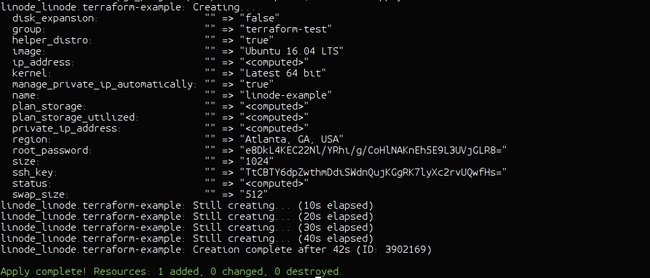 linode_linode.terraform-example: Creating...
disk_expansion: "" => "false"
group: "" => "terraform-test"
helper_distro: "" => "true"
image: "" => "Ubuntu 16.04 LTS"
ip_address: "" => "<computed>"
kernel: "" => "Latest 64 bit"
manage_private_ip_automatically: "" => "true"
name: "" => "linode-example"
plan_storage: "" => "<computed>"
plan_storage_utilized: "" => "<computed>"
private_ip_address: "" => "<computed>"
region: "" => "Atlanta, GA, USA"
root_password: "" => "e8DkL4KEC22Nl/YRhi/g/CoHlNAKnEh5E9L3UVjGLR8="
size: "" => "1024"
ssh_key: "" => "TtCBTY6dpZwthmDdiSWdnQujKGgRK7lyXc2rvUQwfHs="
status: "" => "<computed>"
swap_size: "" => "512"
linode_linode.terraform-example: Still creating... (10s elapsed)
linode_linode.terraform-example: Still creating... (20s elapsed)
linode_linode.terraform-example: Still creating... (30s elapsed)
linode_linode.terraform-example: Still creating... (40s elapsed)
linode_linode.terraform-example: Creation complete after 42s (ID: 3902169)
Apply complete! Resources: 1 added, 0 changed, 0 destroyed.